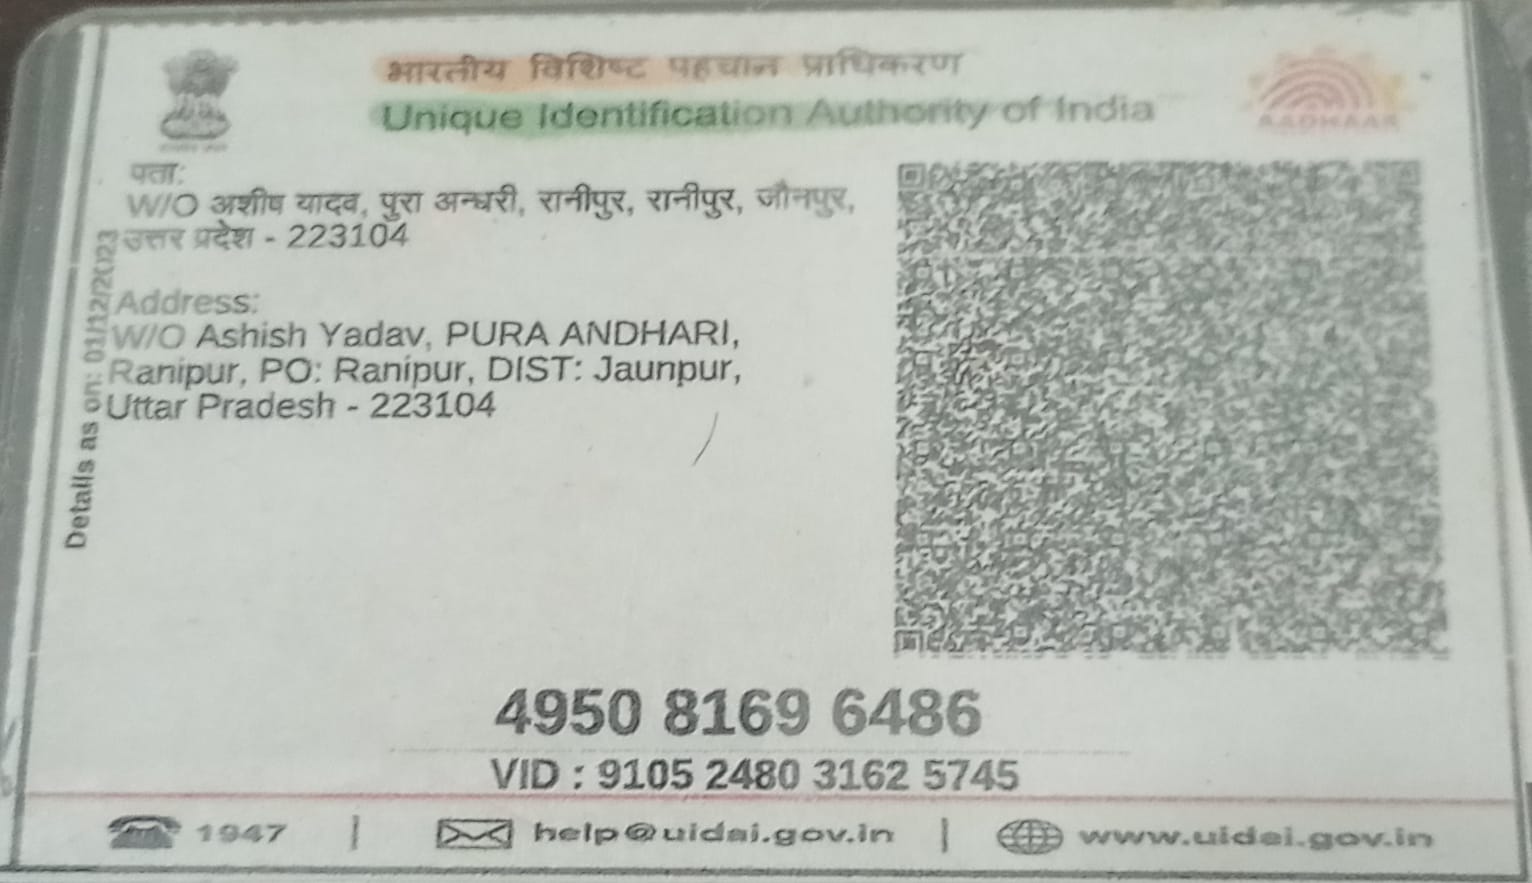 भारतीय विशिष्ट पहचान प्राधिकरण
Unique Identification Authority of India
AADHAAR
पता:
W/O अशीष यादव, पुरा अन्धरी, रानीपुर, रानीपुर, जौनपुर,
उत्तर प्रदेश - 223104
Address:
W/O Ashish Yadav, PURA ANDHARI,
Ranipur, PO: Ranipur, DIST: Jaunpur,
Uttar Pradesh - 223104
Details as on: 01/12/2023
4950 8169 6486
VID : 9105 2480 3162 5745
1947 | help@uidai.gov.in | www.uidai.gov.in